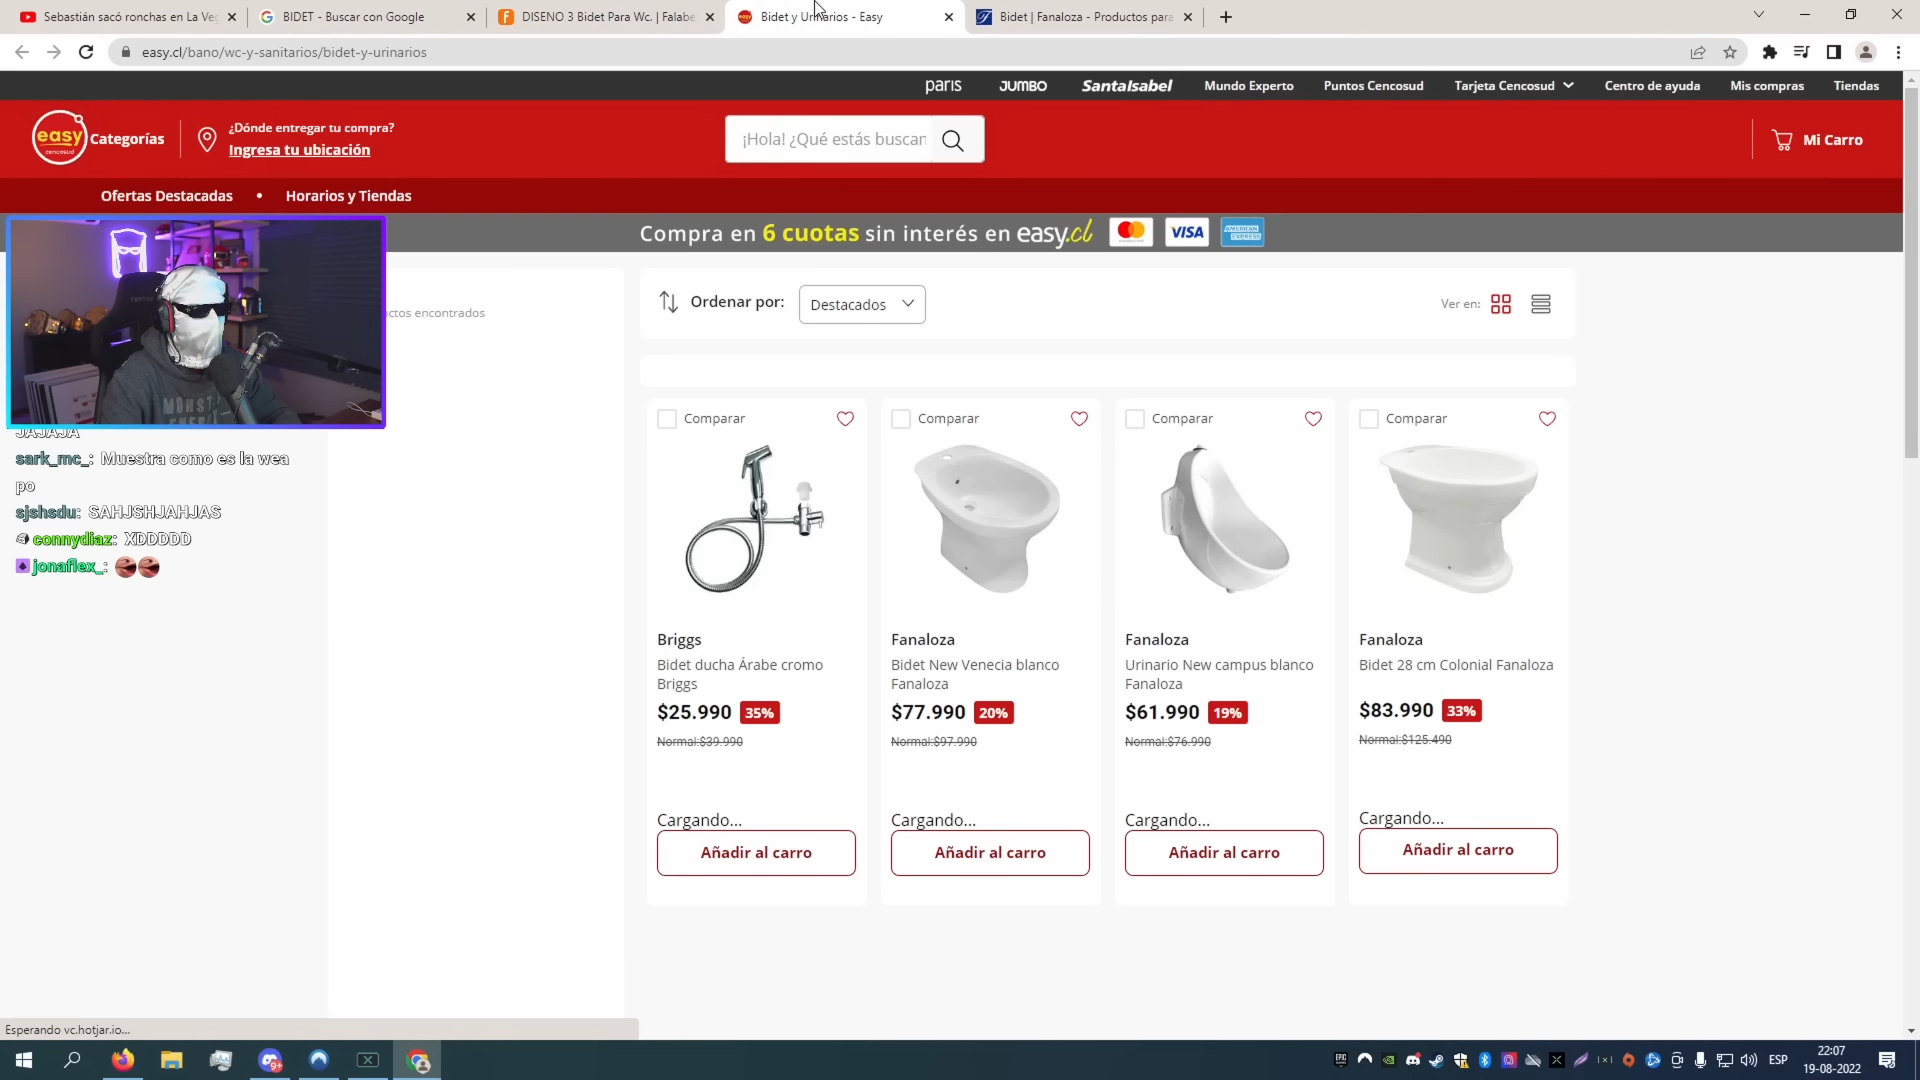 Sebastián sacó ronchas en La Veg
BIDET - Buscar con Google
DISENO 3 Bidet Para Wc. | Falabe
Bidet y Urinarios - Easy
Bidet | Fanaloza - Productos para
easy.cl/bano/wc-y-sanitarios/bidet-y-urinarios
paris
JUMBO
SantaIsabel
Mundo Experto
Puntos Cencosud
Tarjeta Cencosud
Centro de ayuda
Mis compras
Tiendas
easy
cencosud
Categorías
¿Dónde entregar tu compra?
Ingresa tu ubicación
¡Hola! ¿Qué estás buscan
Mi Carro
Ofertas Destacadas
•
Horarios y Tiendas
Compra en 6 cuotas sin interés en easy.cl
VISA
AMERICAN EXPRESS
uctos encontrados
Ordenar por:
Destacados
Ver en:
JAJAJA
sark_mc_: Muestra como es la wea
po
sjshsdu: SAHJSHJAHJAS
connydiaz: XDDDDD
jonaflex_:
Comparar
Briggs
Bidet ducha Árabe cromo
Briggs
$25.990 35%
Normal:$39.990
Cargando...
Añadir al carro
Comparar
Fanaloza
Bidet New Venecia blanco
Fanaloza
$77.990 20%
Normal:$97.990
Cargando...
Añadir al carro
Comparar
Fanaloza
Urinario New campus blanco
Fanaloza
$61.990 19%
Normal:$76.990
Cargando...
Añadir al carro
Comparar
Fanaloza
Bidet 28 cm Colonial Fanaloza
$83.990 33%
Normal:$125.490
Cargando...
Añadir al carro
Esperando vc.hotjar.io...
ESP
22:07
19-08-2022